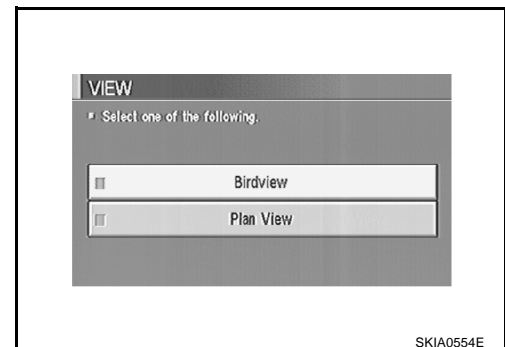 VIEW
Select one of the following.
Birdview
Plan View
SKIA0554E